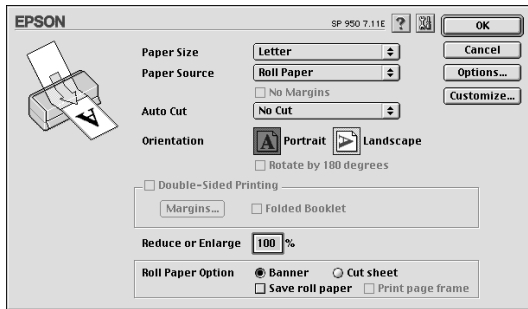 EPSON
SP 950 7.11E
OK
Paper Size Letter
Cancel
Paper Source Roll Paper
Options...
No Margins
Customize...
Auto Cut No Cut
Orientation A Portrait A Landscape
Rotate by 180 degrees
Double-Sided Printing
Margins... Folded Booklet
Reduce or Enlarge 100 %
Roll Paper Option Banner Cut sheet
Save roll paper Print page frame
A